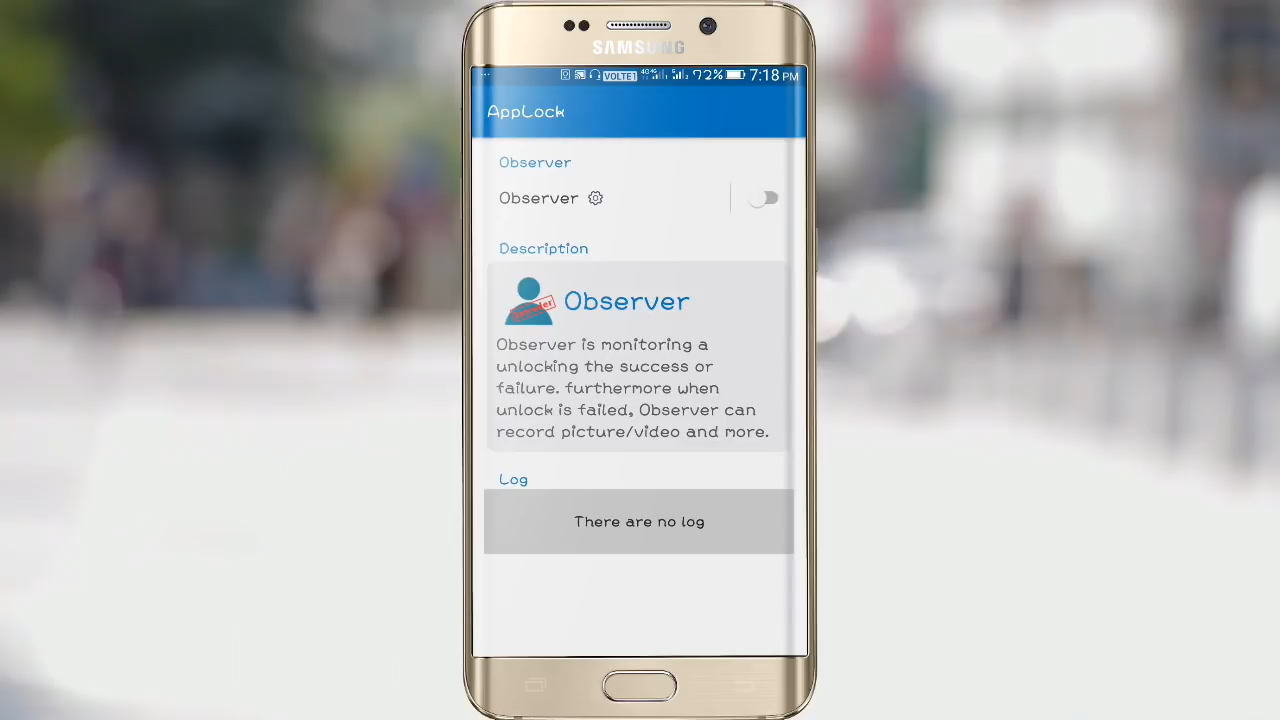 SAMSUNG
VOLTE1 72% 7:18 PM
AppLock
Observer
Observer
Description
Observer
Observer is monitoring a
unlocking the success or
failure. furthermore when
unlock is failed, Observer can
record picture/video and more.
Log
There are no log